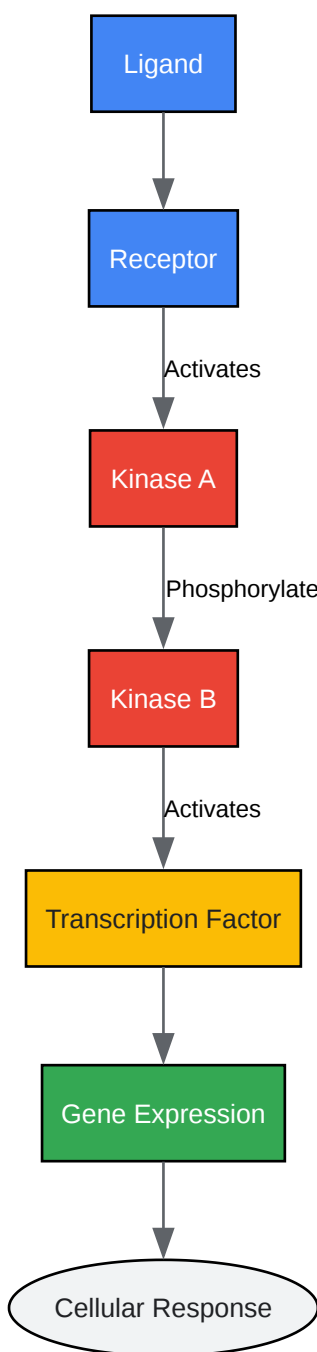 Ligand
Receptor
Activates
Kinase A
Phosphorylate
Kinase B
Activates
Transcription Factor
Gene Expression
Cellular Response